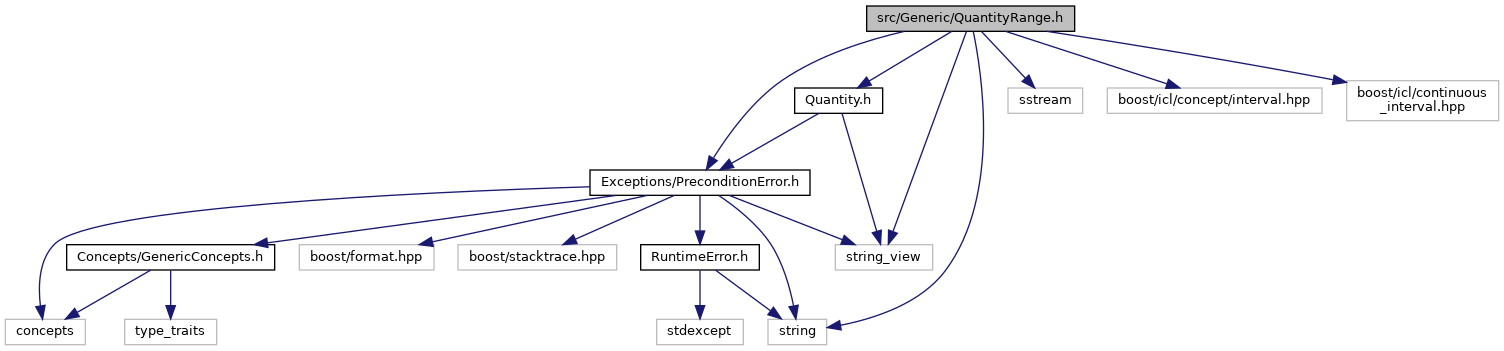 src/Generic/QuantityRange.h
Quantity.h
sstream
boost/icl/concept/interval.hpp
boost/icl/continuous
_interval.hpp
Exceptions/PreconditionError.h
Concepts/GenericConcepts.h
boost/format.hpp
boost/stacktrace.hpp
RuntimeError.h
string_view
concepts
type_traits
stdexcept
string